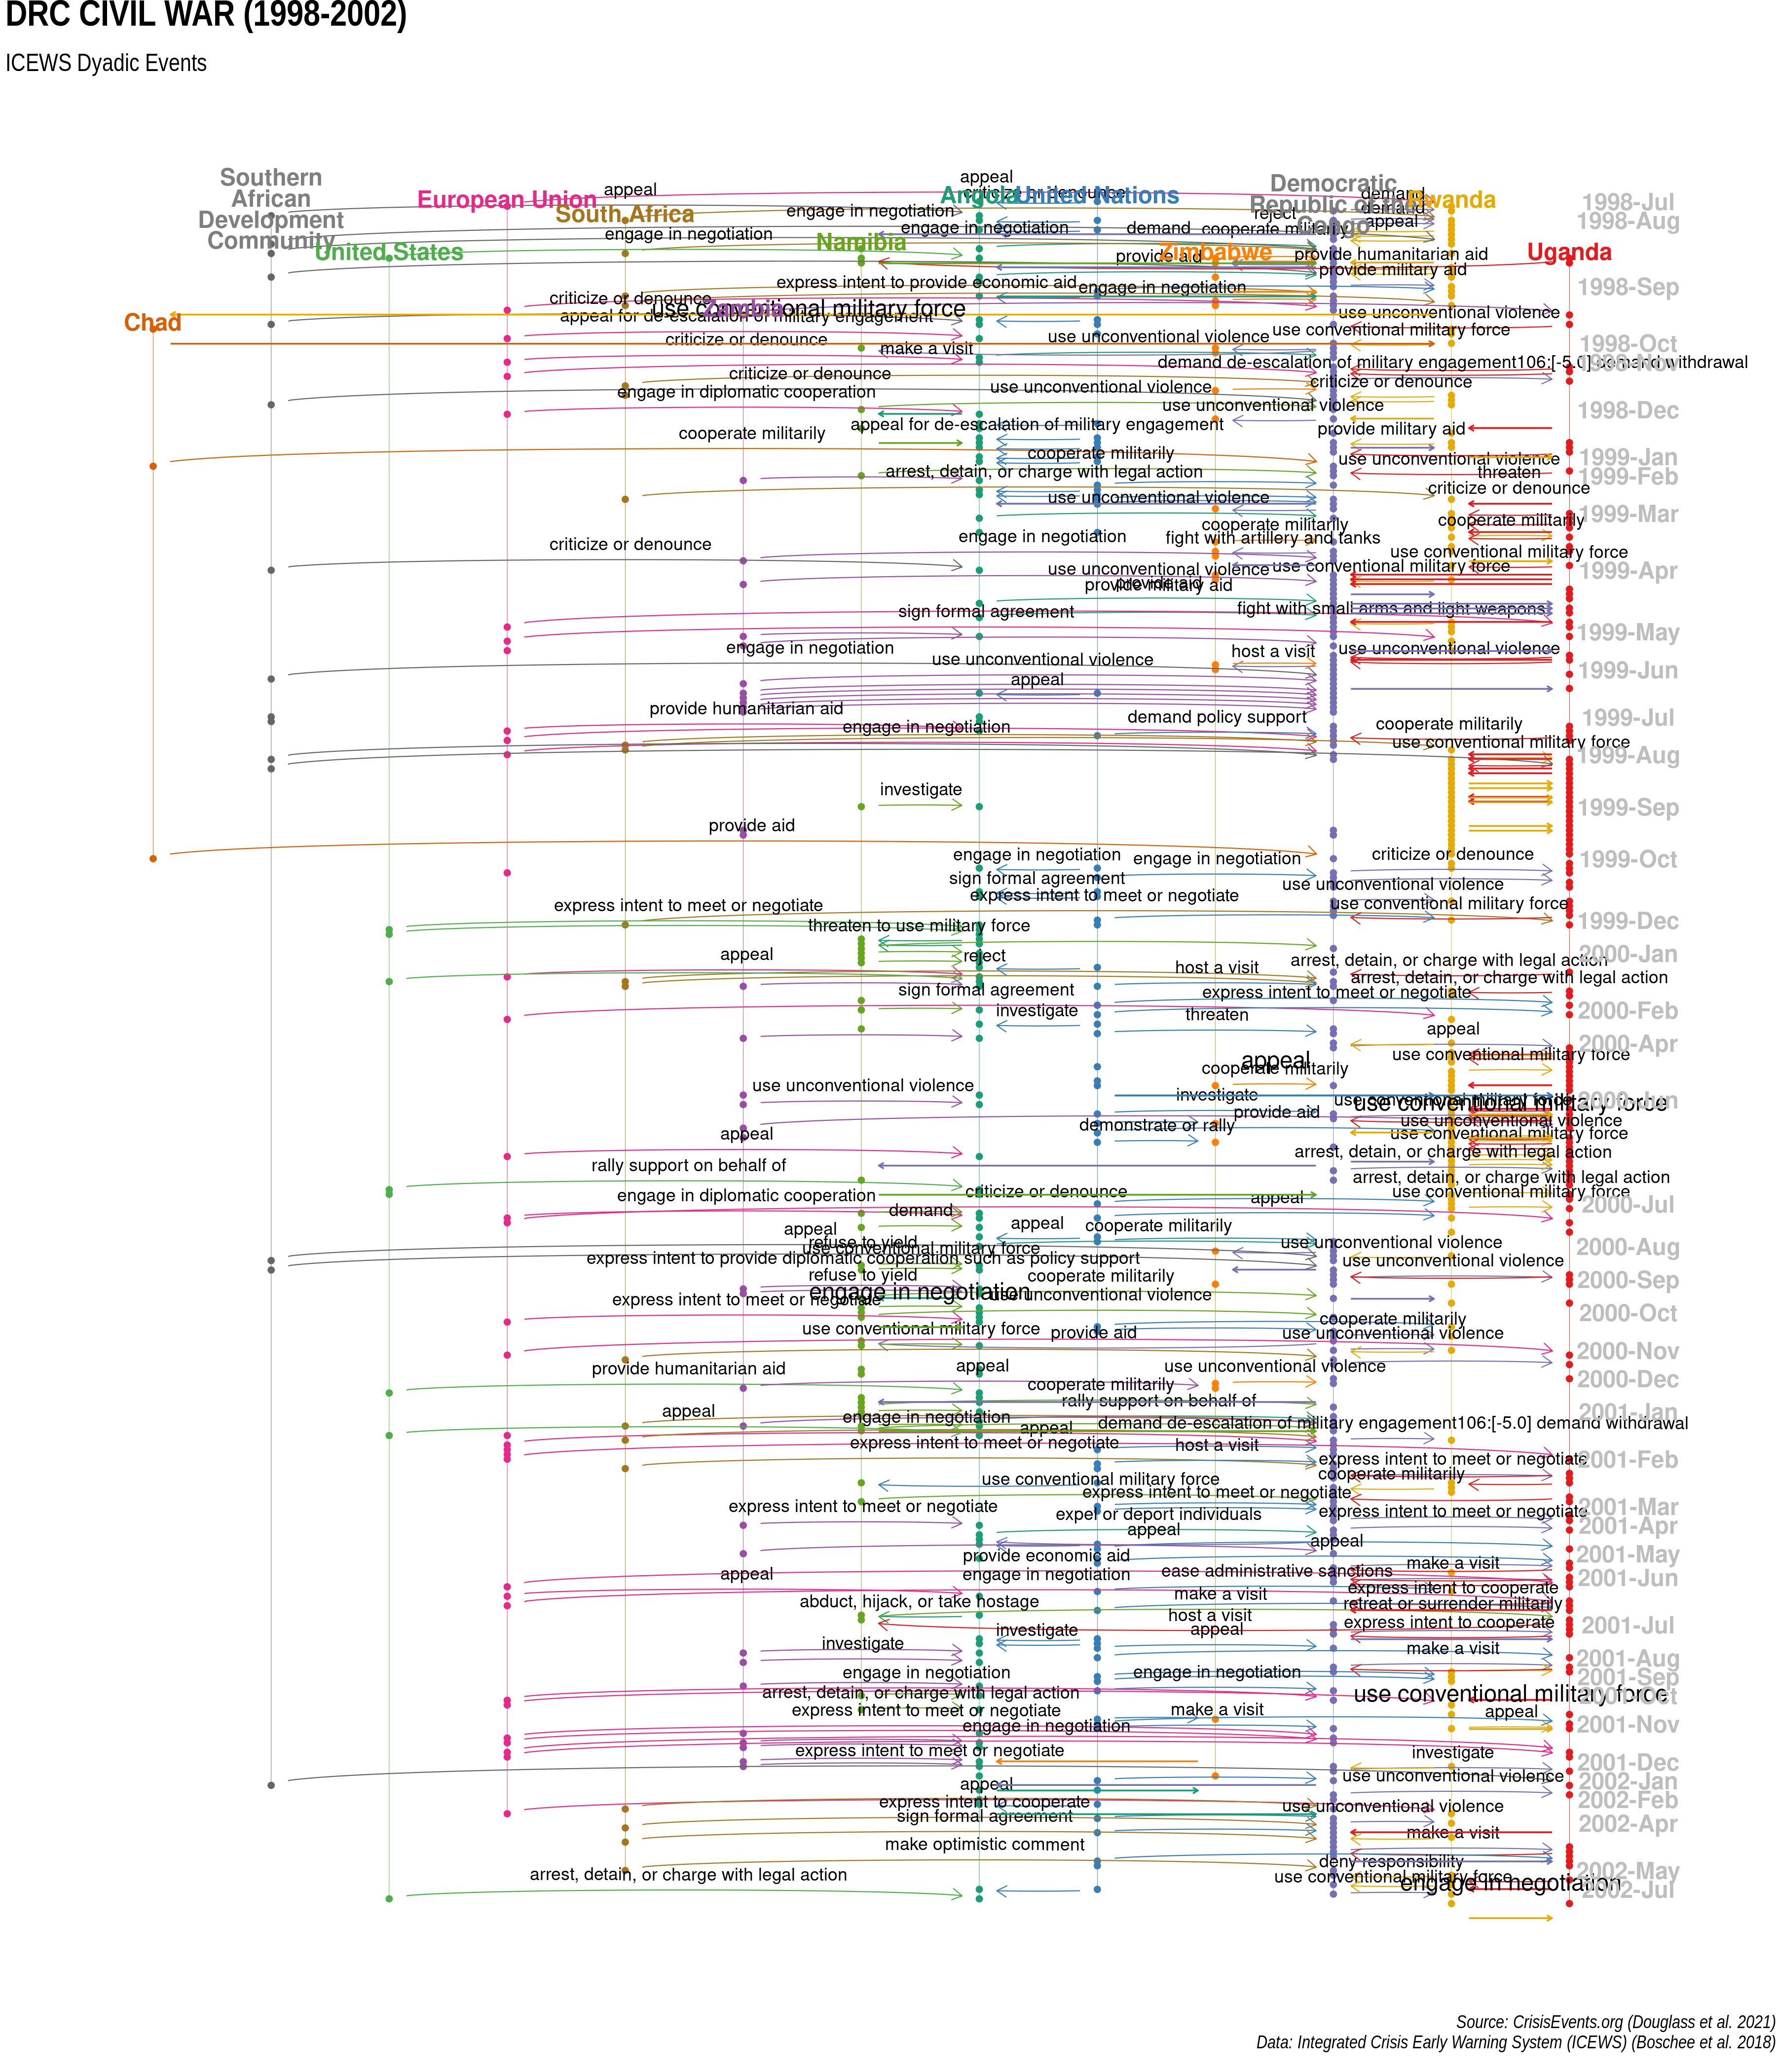 DRC CIVIL WAR (1998-2002)
ICEWS Dyadic Events
Southern
African
Development
Community
appeal
appeal
Democratic
Republic of the
Congo
European Union
Angola
criticize or denounce
United Nations
demand
Rwanda
1998-Jul
South Africa
engage in negotiation
reject
demand
1998-Aug
appeal
engage in negotiation
Namibia
engage in negotiation
demand
cooperate militarily
United States
Zimbabwe
provide aid
provide humanitarian aid
Uganda
provide military aid
express intent to provide economic aid
engage in negotiation
1998-Sep
criticize or denounce
Zambia
use conventional military force
Chad
appeal for de-escalation of military engagement
use unconventional violence
use conventional military force
criticize or denounce
use unconventional violence
1998-Oct
make a visit
demand de-escalation of military engagement106:[-5.0] demand withdrawal
1998-Nov
criticize or denounce
criticize or denounce
engage in diplomatic cooperation
use unconventional violence
use unconventional violence
1998-Dec
appeal for de-escalation of military engagement
cooperate militarily
provide military aid
cooperate militarily
use unconventional violence
1999-Jan
arrest, detain, or charge with legal action
threaten
1999-Feb
criticize or denounce
use unconventional violence
1999-Mar
cooperate militarily
cooperate militarily
engage in negotiation
fight with artillery and tanks
criticize or denounce
use conventional military force
use unconventional violence
use conventional military force
1999-Apr
provide aid
provide military aid
sign formal agreement
fight with small arms and light weapons
1999-May
engage in negotiation
host a visit
use unconventional violence
use unconventional violence
1999-Jun
appeal
provide humanitarian aid
demand policy support
1999-Jul
engage in negotiation
cooperate militarily
use conventional military force
1999-Aug
investigate
1999-Sep
provide aid
engage in negotiation
engage in negotiation
criticize or denounce
1999-Oct
sign formal agreement
use unconventional violence
express intent to meet or negotiate
express intent to meet or negotiate
use conventional military force
1999-Dec
threaten to use military force
appeal
reject
2000-Jan
arrest, detain, or charge with legal action
host a visit
arrest, detain, or charge with legal action
sign formal agreement
express intent to meet or negotiate
investigate
threaten
2000-Feb
appeal
2000-Apr
use conventional military force
appeal
cooperate militarily
use unconventional violence
investigate
use conventional military force
2000-Jun
use conventional military force
provide aid
use unconventional violence
demonstrate or rally
appeal
use conventional military force
arrest, detain, or charge with legal action
rally support on behalf of
arrest, detain, or charge with legal action
engage in diplomatic cooperation
criticize or denounce
appeal
use conventional military force
2000-Jul
demand
appeal
appeal
cooperate militarily
refuse to yield
use unconventional violence
use conventional military force
2000-Aug
express intent to provide diplomatic cooperation such as policy support
use unconventional violence
refuse to yield
cooperate militarily
2000-Sep
engage in negotiation
use unconventional violence
express intent to meet or negotiate
2000-Oct
cooperate militarily
use conventional military force
provide aid
use unconventional violence
2000-Nov
provide humanitarian aid
appeal
use unconventional violence
2000-Dec
cooperate militarily
rally support on behalf of
appeal
2001-Jan
engage in negotiation
demand de-escalation of military engagement106:[-5.0] demand withdrawal
appeal
express intent to meet or negotiate
host a visit
express intent to meet or negotiate
2001-Feb
use conventional military force
cooperate militarily
express intent to meet or negotiate
express intent to meet or negotiate
2001-Mar
expel or deport individuals
express intent to meet or negotiate
appeal
2001-Apr
appeal
provide economic aid
2001-May
make a visit
appeal
engage in negotiation
ease administrative sanctions
2001-Jun
make a visit
express intent to cooperate
abduct, hijack, or take hostage
retreat or surrender militarily
host a visit
express intent to cooperate
2001-Jul
investigate
appeal
investigate
make a visit
2001-Aug
engage in negotiation
engage in negotiation
2001-Sep
arrest, detain, or charge with legal action
use conventional military force
2001-Oct
express intent to meet or negotiate
make a visit
appeal
engage in negotiation
2001-Nov
express intent to meet or negotiate
investigate
2001-Dec
appeal
use unconventional violence
2002-Jan
express intent to cooperate
use unconventional violence
2002-Feb
sign formal agreement
make a visit
2002-Apr
make optimistic comment
arrest, detain, or charge with legal action
deny responsibility
use conventional military force
2002-May
engage in negotiation
2002-Jul
Source: CrisisEvents.org (Douglass et al. 2021)
Data: Integrated Crisis Early Warning System (ICEWS) (Boschee et al. 2018)